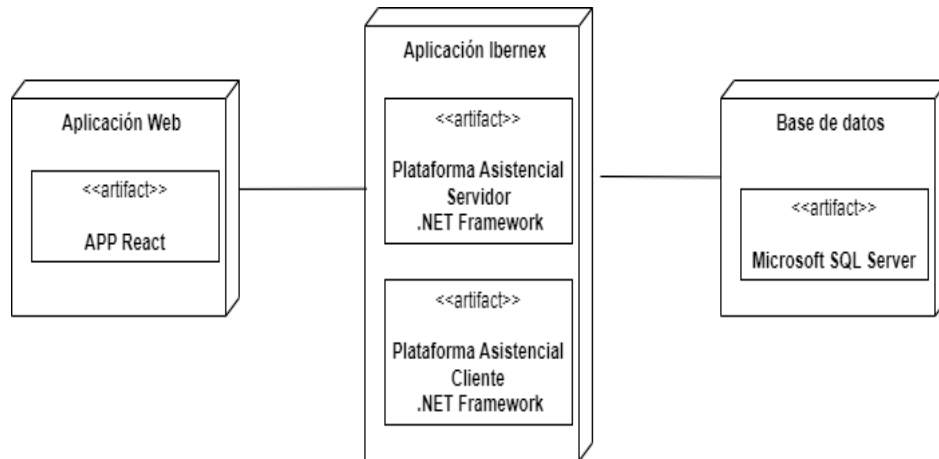 Aplicación Web
<<artifact>>
APP React
Aplicación Ibernex
<<artifact>>
Plataforma Asistencial
Servidor
.NET Framework
<<artifact>>
Plataforma Asistencial
Cliente
.NET Framework
Base de datos
<<artifact>>
Microsoft SQL Server